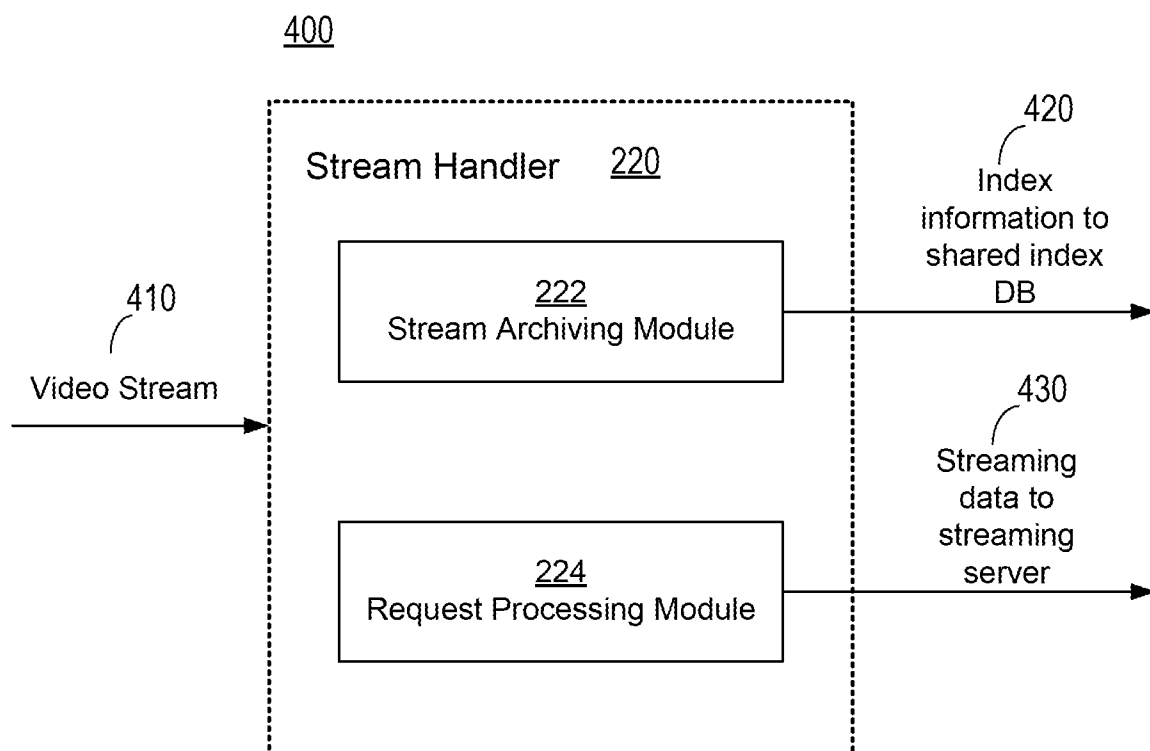 400
Stream Handler 220
222
Stream Archiving Module
224
Request Processing Module
410
Video Stream
420
Index
information to
shared index
DB
430
Streaming
data to
streaming
server